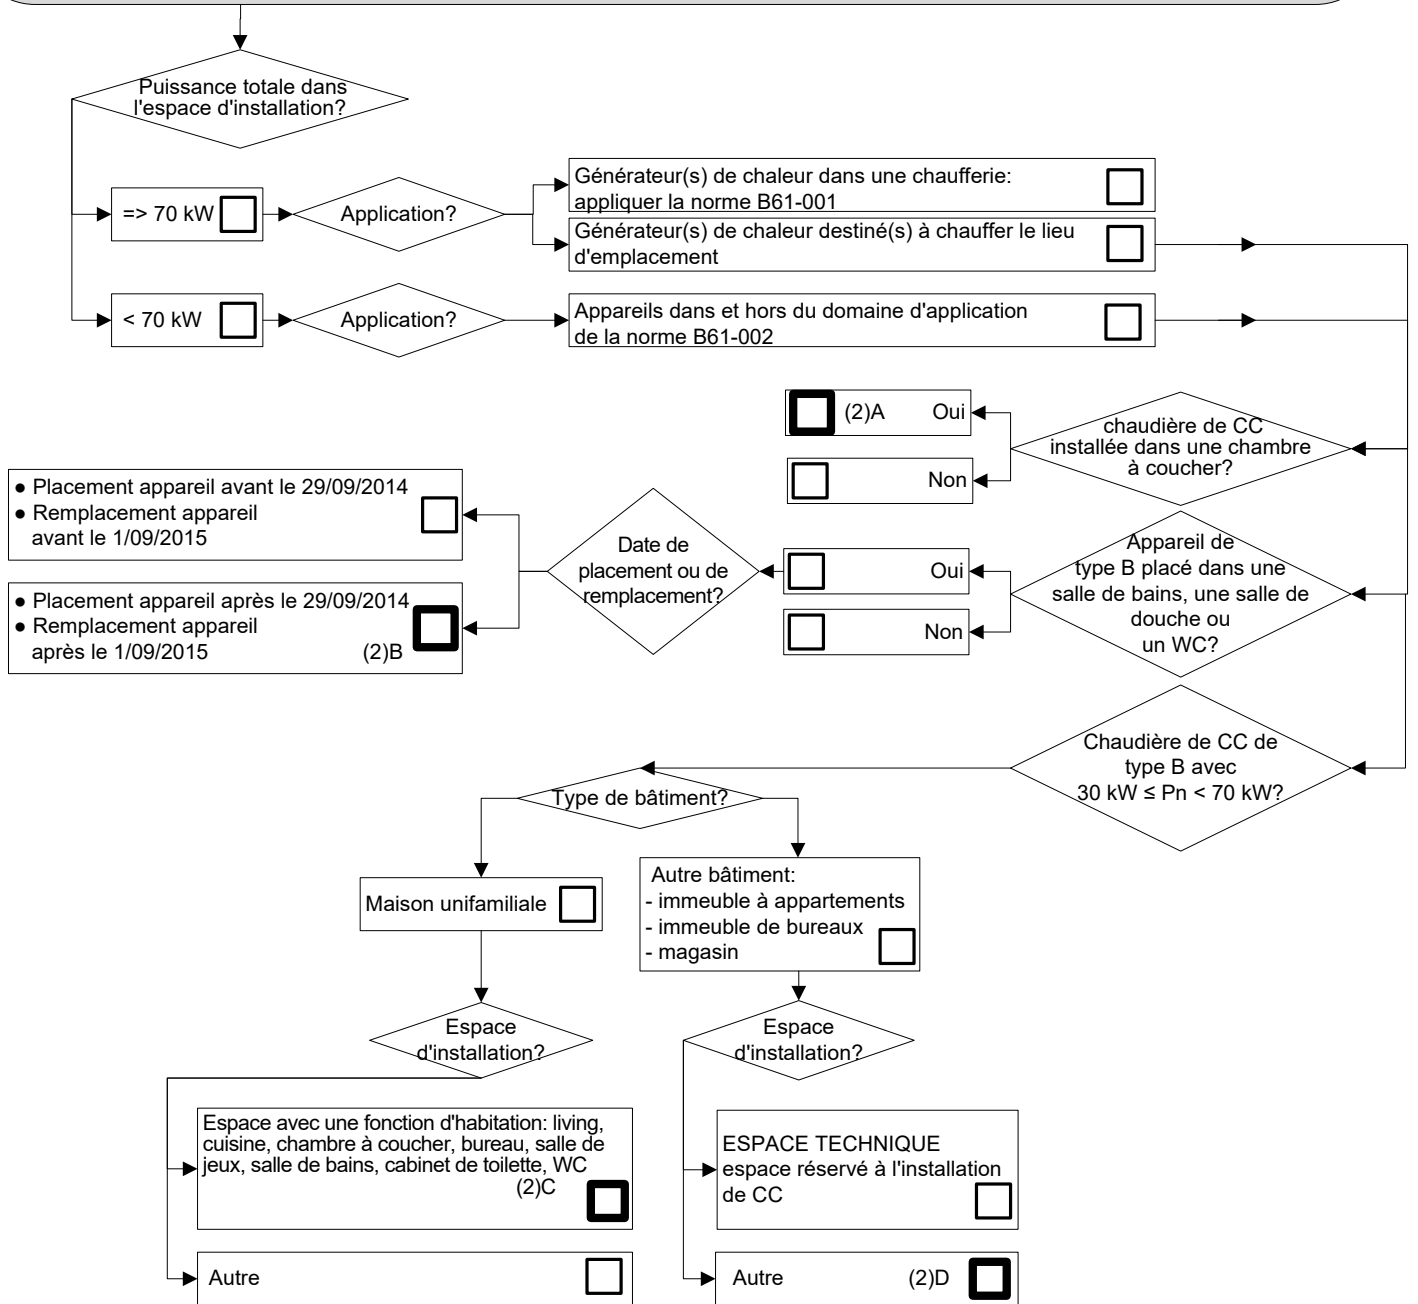 Puissance totale dans
l'espace d'installation?
=> 70 kW
Application?
Générateur(s) de chaleur dans une chaufferie:
appliquer la norme B61-001
Générateur(s) de chaleur destiné(s) à chauffer le lieu
d'emplacement
< 70 kW
Application?
Appareils dans et hors du domaine d'application
de la norme B61-002
chaudière de CC
installée dans une chambre
à coucher?
(2)A Oui
Non
Appareil de
type B placé dans une
salle de bains, une salle de
douche ou
un WC?
Oui
Non
Date de
placement ou de
remplacement?
● Placement appareil avant le 29/09/2014
● Remplacement appareil
avant le 1/09/2015
● Placement appareil après le 29/09/2014
● Remplacement appareil
après le 1/09/2015 (2)B
Chaudière de CC de
type B avec
30 kW ≤ Pn < 70 kW?
Type de bâtiment?
Maison unifamiliale
Autre bâtiment:
- immeuble à appartements
- immeuble de bureaux
- magasin
Espace
d'installation?
Espace
d'installation?
Espace avec une fonction d'habitation: living,
cuisine, chambre à coucher, bureau, salle de
jeux, salle de bains, cabinet de toilette, WC
(2)C
Autre
ESPACE TECHNIQUE
espace réservé à l'installation
de CC
Autre (2)D